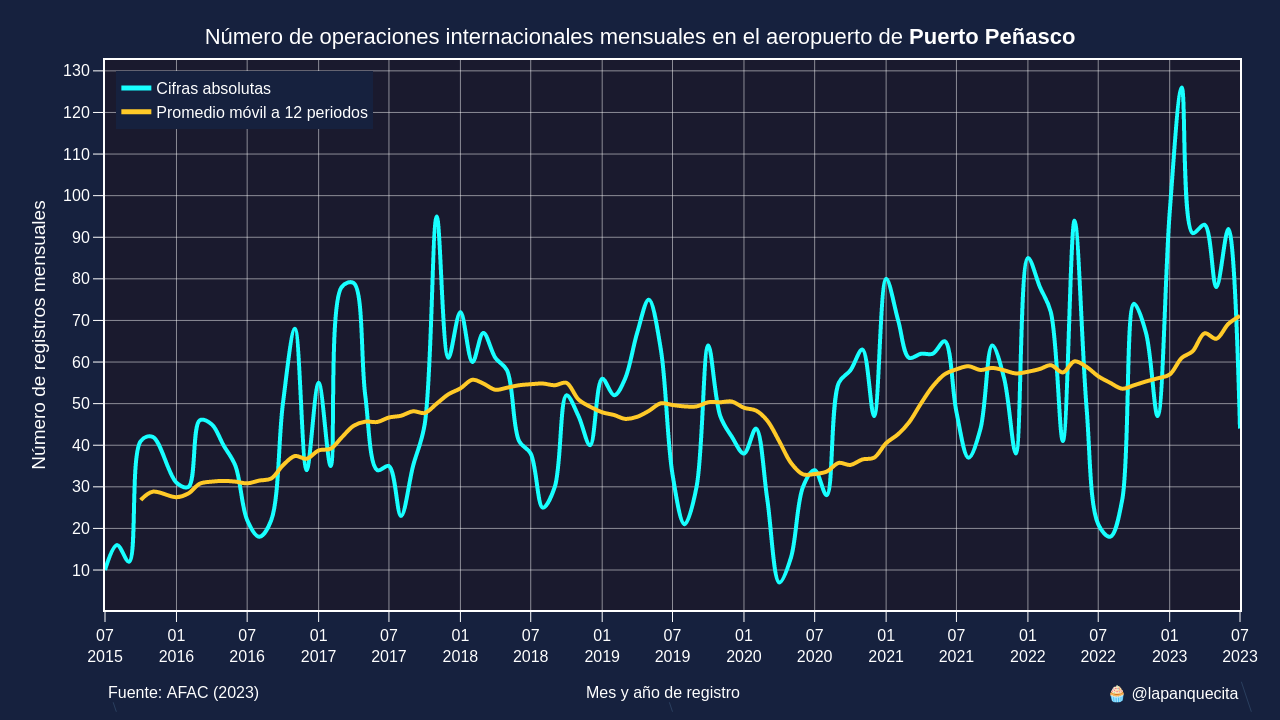 Número de operaciones internacionales mensuales en el aeropuerto de Puerto Peñasco
Cifras absolutas
Promedio móvil a 12 periodos
Número de registros mensuales
130
120
110
100
90
80
70
60
50
40
30
20
10
07 01 07 01 07 01 07 01 07 01 07 01 07 01 07 01 07
2015 2016 2016 2017 2017 2018 2018 2019 2019 2020 2020 2021 2021 2022 2022 2023 2023
Fuente: AFAC (2023)
Mes y año de registro
🧁 @lapanquecita